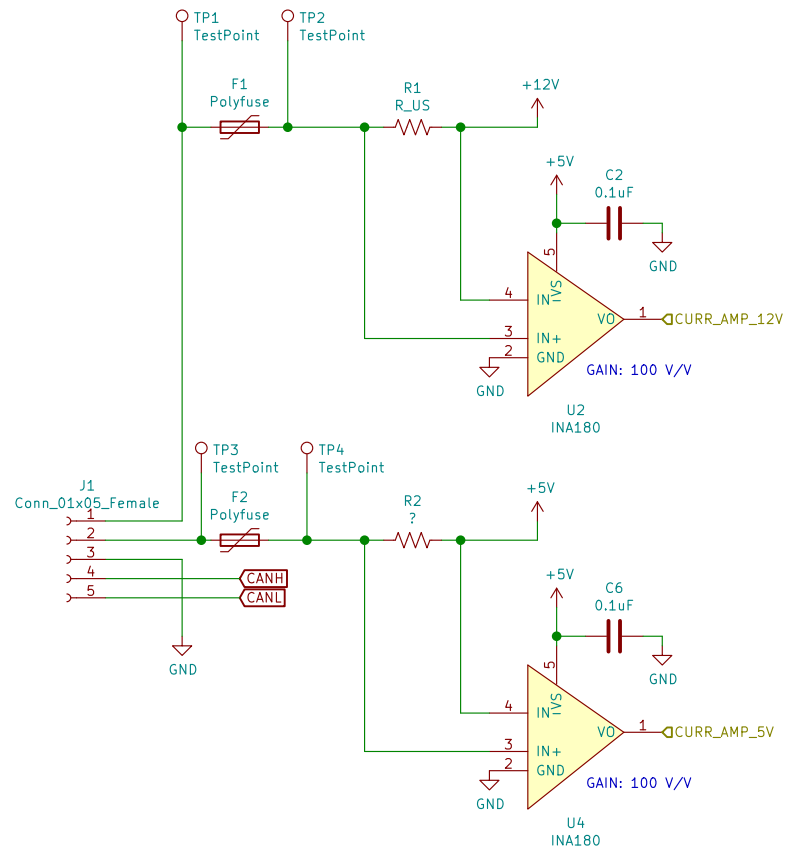 TP1
TestPoint
TP2
TestPoint
F1
Polyfuse
R1
R_US
+12V
+5V
C2
0.1uF
GND
5
+VS
4
IN-
3
IN+
2
GND
VO
1
CURR_AMP_12V
GND
GAIN: 100 V/V
U2
INA180
TP3
TestPoint
TP4
TestPoint
J1
Conn_01x05_Female
1
2
3
4
5
F2
Polyfuse
R2
?
+5V
CANH
CANL
GND
+5V
C6
0.1uF
GND
5
+VS
4
IN-
3
IN+
2
GND
VO
1
CURR_AMP_5V
GND
GAIN: 100 V/V
U4
INA180